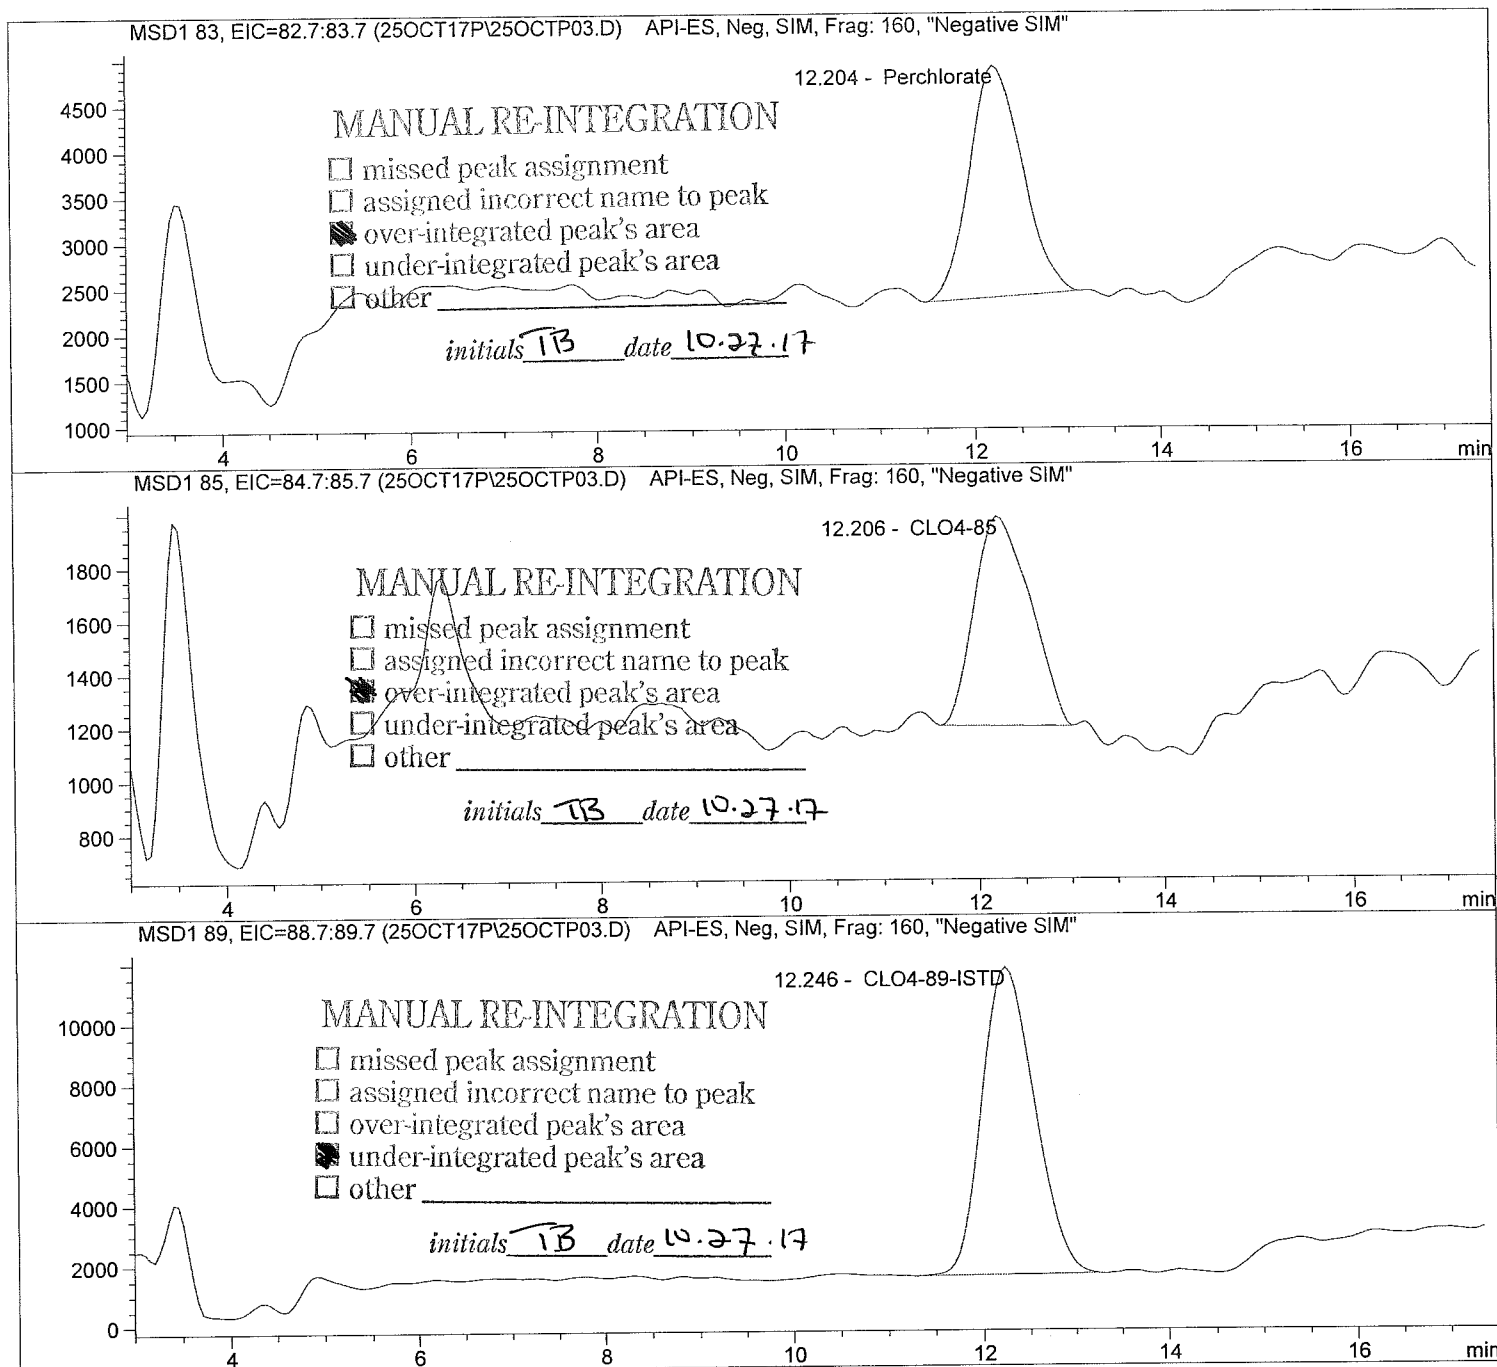 MSD1 83, EIC=82.7:83.7 (25OCT17P\25OCTP03.D) API-ES, Neg, SIM, Frag: 160, "Negative SIM"
12.204 - Perchlorate
4500
4000
3500
3000
2500
2000
1500
1000
MANUAL RE-INTEGRATION
missed peak assignment
assigned incorrect name to peak
over-integrated peak's area
under-integrated peak's area
other
initials TB date 10.27.17
4 6 8 10 12 14 16 min
MSD1 85, EIC=84.7:85.7 (25OCT17P\25OCTP03.D) API-ES, Neg, SIM, Frag: 160, "Negative SIM"
12.206 - CLO4-85
1800
1600
1400
1200
1000
800
MANUAL RE-INTEGRATION
missed peak assignment
assigned incorrect name to peak
over-integrated peak's area
under-integrated peak's area
other
initials TB date 10.27.17
4 6 8 10 12 14 16 min
MSD1 89, EIC=88.7:89.7 (25OCT17P\25OCTP03.D) API-ES, Neg, SIM, Frag: 160, "Negative SIM"
12.246 - CLO4-89-ISTD
10000
8000
6000
4000
2000
0
MANUAL RE-INTEGRATION
missed peak assignment
assigned incorrect name to peak
over-integrated peak's area
under-integrated peak's area
other
initials TB date 10.27.17
4 6 8 10 12 14 16 min